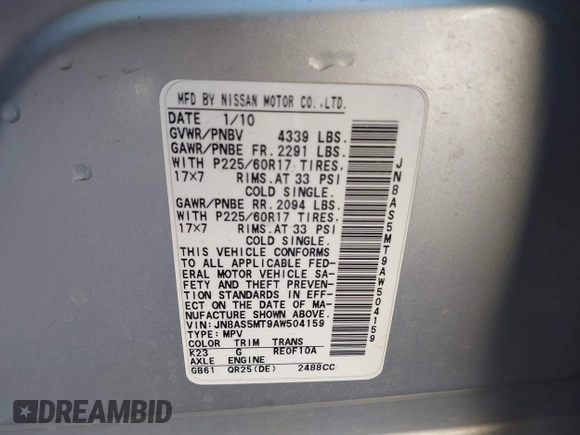 MFD BY NISSAN MOTOR CO.,LTD.
DATE 1/10
GVWR/PNBV 4339 LBS.
GAWR/PNBE FR. 2291 LBS.
WITH P225/60R17 TIRES.
17×7 RIMS.AT 33 PSI
COLD SINGLE.
GAWR/PNBE RR. 2094 LBS.
WITH P225/60R17 TIRES.
17×7 RIMS.AT 33 PSI
COLD SINGLE.
THIS VEHICLE CONFORMS
TO ALL APPLICABLE FED-
ERAL MOTOR VEHICLE SA-
FETY AND THEFT PREVENTION
STANDARDS IN EFFECT
ON THE DATE OF MA-
NUFACTURE SHOWN ABOVE.
VIN:JN8AS5MT9AW504159
TYPE: MPV
COLOR TRIM TRANS
K23 G RE0F10A
AXLE ENGINE
GB61 QR25(DE) 2488CC
JN8AS5MT9AW504159
DREAMBID